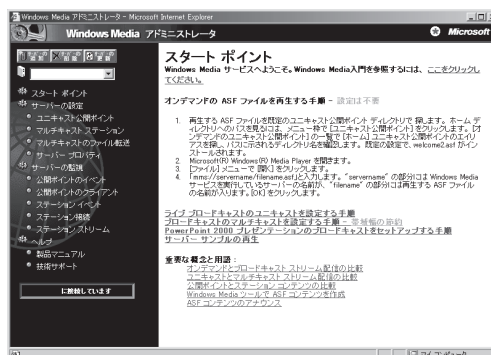 Windows Media アドミニストレータ - Microsoft Internet Explorer
Windows Media アドミニストレータ
Microsoft
スタート ポイント
サーバーの設定
ユニキャスト公開ポイント
マルチキャスト ステーション
マルチキャストのファイル転送
サーバー プロパティ
サーバーの監視
公開ポイントのイベント
公開ポイントのクライアント
ステーション イベント
ステーション接続
ステーション ストリーム
ヘルプ
製品マニュアル
技術サポート
に接続しています
スタート ポイント
Windows Media サービスへようこそ。Windows Media入門を参照するには、ここをクリックし
てください。
オンデマンドの ASF ファイルを再生する手順 - 設定は不要
1. 再生する ASF ファイルを既定のユニキャスト公開ポイント ディレクトリで 探します。ホーム デ
ィレクトリへのパスを見るには、メニュー枠で [ユニキャスト公開ポイント] をクリックします。[オ
ンデマンドのユニキャスト公開ポイント] の一覧で [ホーム] ユニキャスト公開ポイントのエイリ
アスを探し、パスに示されるディレクトリ名を確認します。既定の設定で、welcome2.asf がイン
ストールされます。
2. Microsoft(R) Windows(R) Media Player を開きます。
3. [ファイル] メニューで [開く] をクリックします。
4. 「mms://servername/filename.asf」と入力します。"servername" の部分には Windows Media
サービスを実行しているサーバーの名前が、"filename" の部分には再生する ASF ファイル
の名前が入ります。[OK] をクリックします。
ライブ ブロードキャストのユニキャストを設定する手順
ブロードキャストのマルチキャストを設定する手順 - 帯域幅の節約
PowerPoint 2000 プレゼンテーションのブロードキャストをセットアップする手順
サーバー サンプルの再生
重要な概念と用語:
オンデマンドとブロードキャスト ストリーム配信の比較
ユニキャストとマルチキャスト ストリーム配信の比較
公開ポイントとステーション コンテンツの比較
Windows Media ツールで ASF コンテンツを作成
ASF コンテンツのアナウンス
マイ コンピュータ